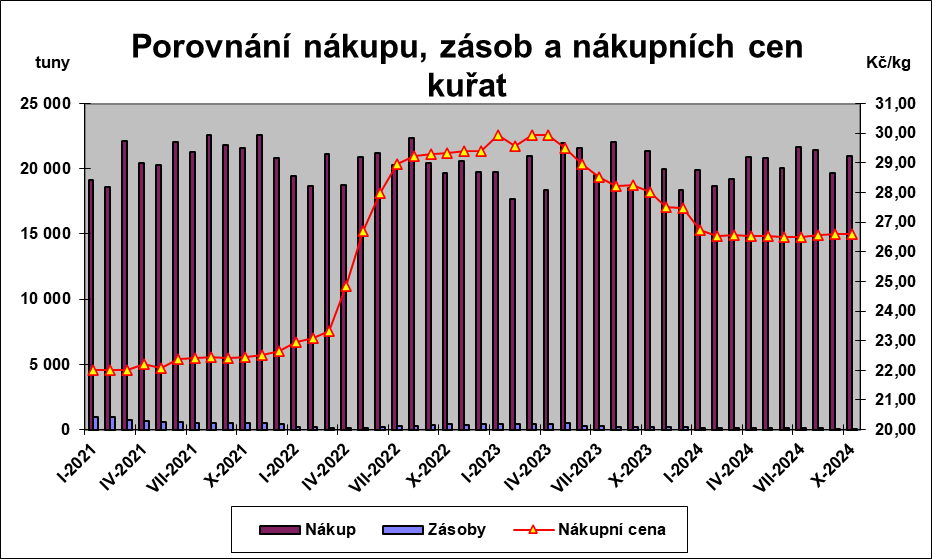 Porovnání nákupu, zásob a nákupních cen
kuřat
tuny
Kč/kg
25 000
20 000
15 000
10 000
5 000
0
31,00
30,00
29,00
28,00
27,00
26,00
25,00
24,00
23,00
22,00
21,00
20,00
I-2021
IV-2021
VII-2021
X-2021
I-2022
IV-2022
VII-2022
X-2022
I-2023
IV-2023
VII-2023
X-2023
I-2024
IV-2024
VII-2024
X-2024
Nákup
Zásoby
Nákupní cena